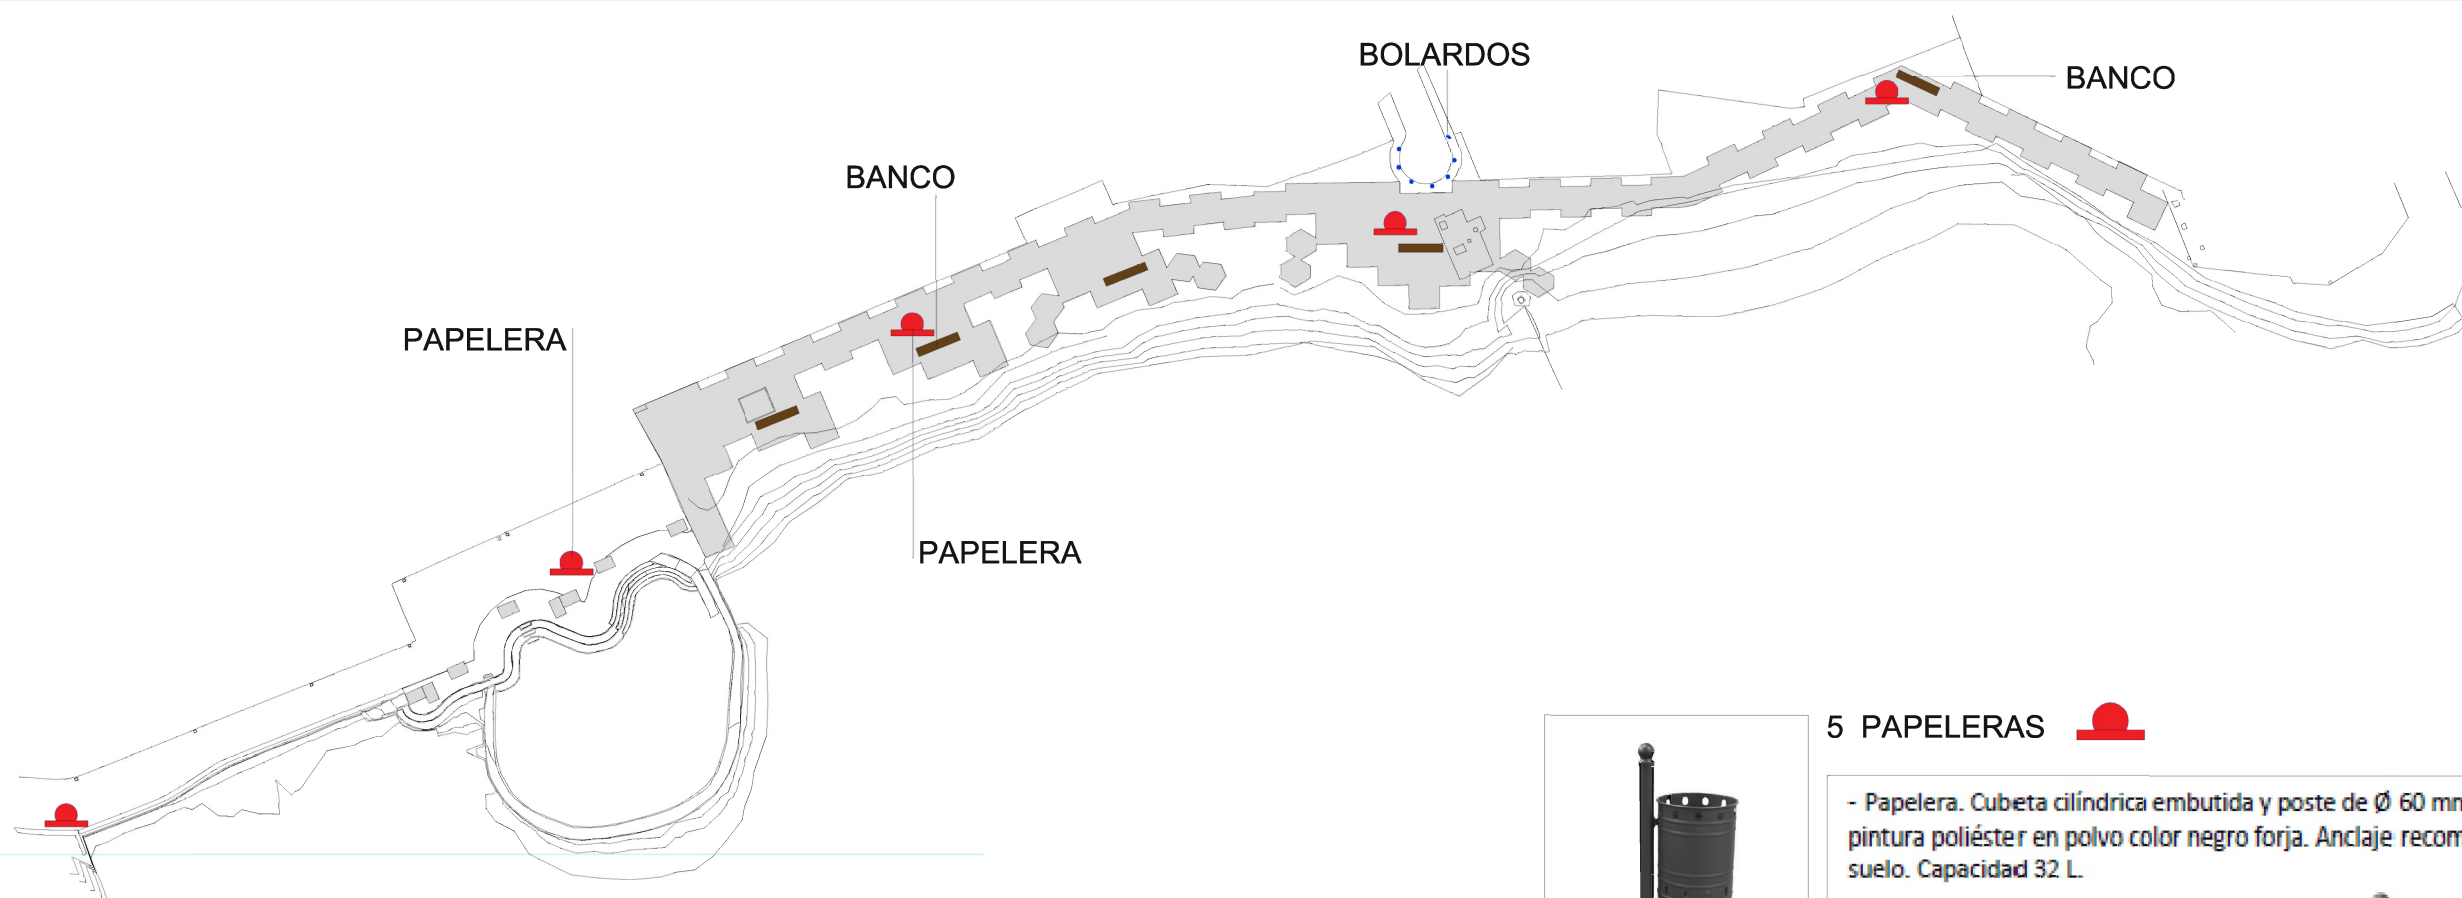 BOLARDOS
BANCO
BANCO
PAPELERA
PAPELERA
5 PAPELERAS
- Papelera. Cubeta cilíndrica embutida y poste de Ø 60 mm
pintura poliéster en polvo color negro forja. Anclaje recom
suelo. Capacidad 32 L.